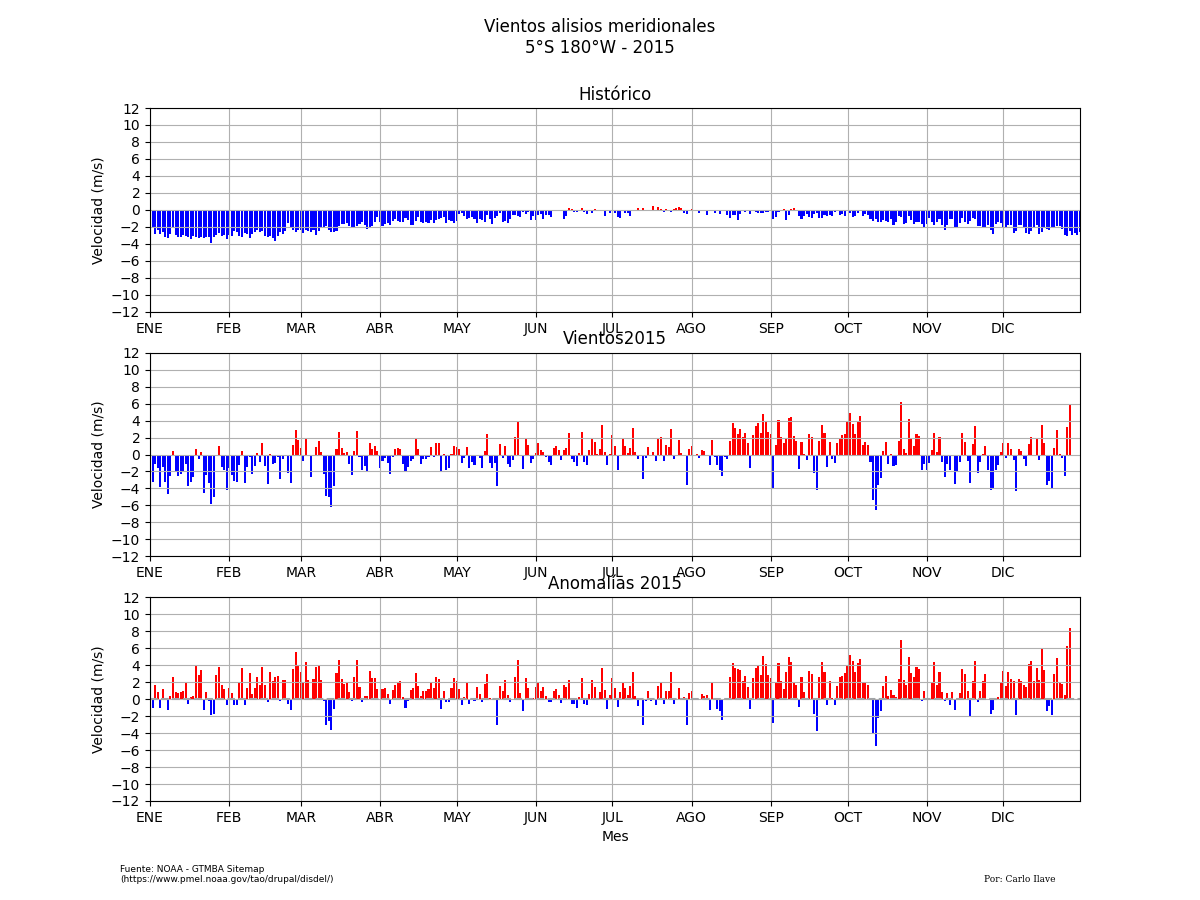 Vientos alisios meridionales
5°S 180°W - 2015
Histórico
12
10
8
6
4
2
0
−2
−4
−6
−8
−10
−12
Velocidad (m/s)
ENE FEB MAR ABR MAY JUN JUL AGO SEP OCT NOV DIC
Vientos2015
12
10
8
6
4
2
0
−2
−4
−6
−8
−10
−12
Velocidad (m/s)
ENE FEB MAR ABR MAY JUN JUL AGO SEP OCT NOV DIC
Anomalías 2015
12
10
8
6
4
2
0
−2
−4
−6
−8
−10
−12
Velocidad (m/s)
ENE FEB MAR ABR MAY JUN JUL AGO SEP OCT NOV DIC
Mes
Fuente: NOAA - GTMBA Sitemap
(https://www.pmel.noaa.gov/tao/drupal/disdel/)
Por: Carlo Ilave